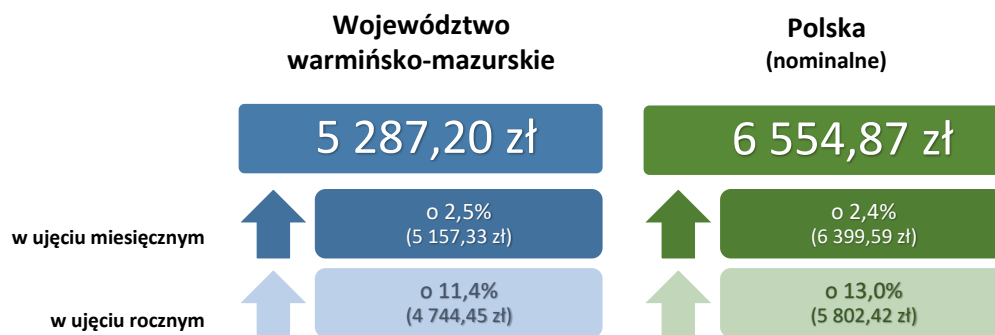 Województwo
warmińsko-mazurskie
Polska
(nominalne)
5 287,20 zł
6 554,87 zł
w ujęciu miesięcznym
o 2,5%
(5 157,33 zł)
o 2,4%
(6 399,59 zł)
w ujęciu rocznym
o 11,4%
(4 744,45 zł)
o 13,0%
(5 802,42 zł)